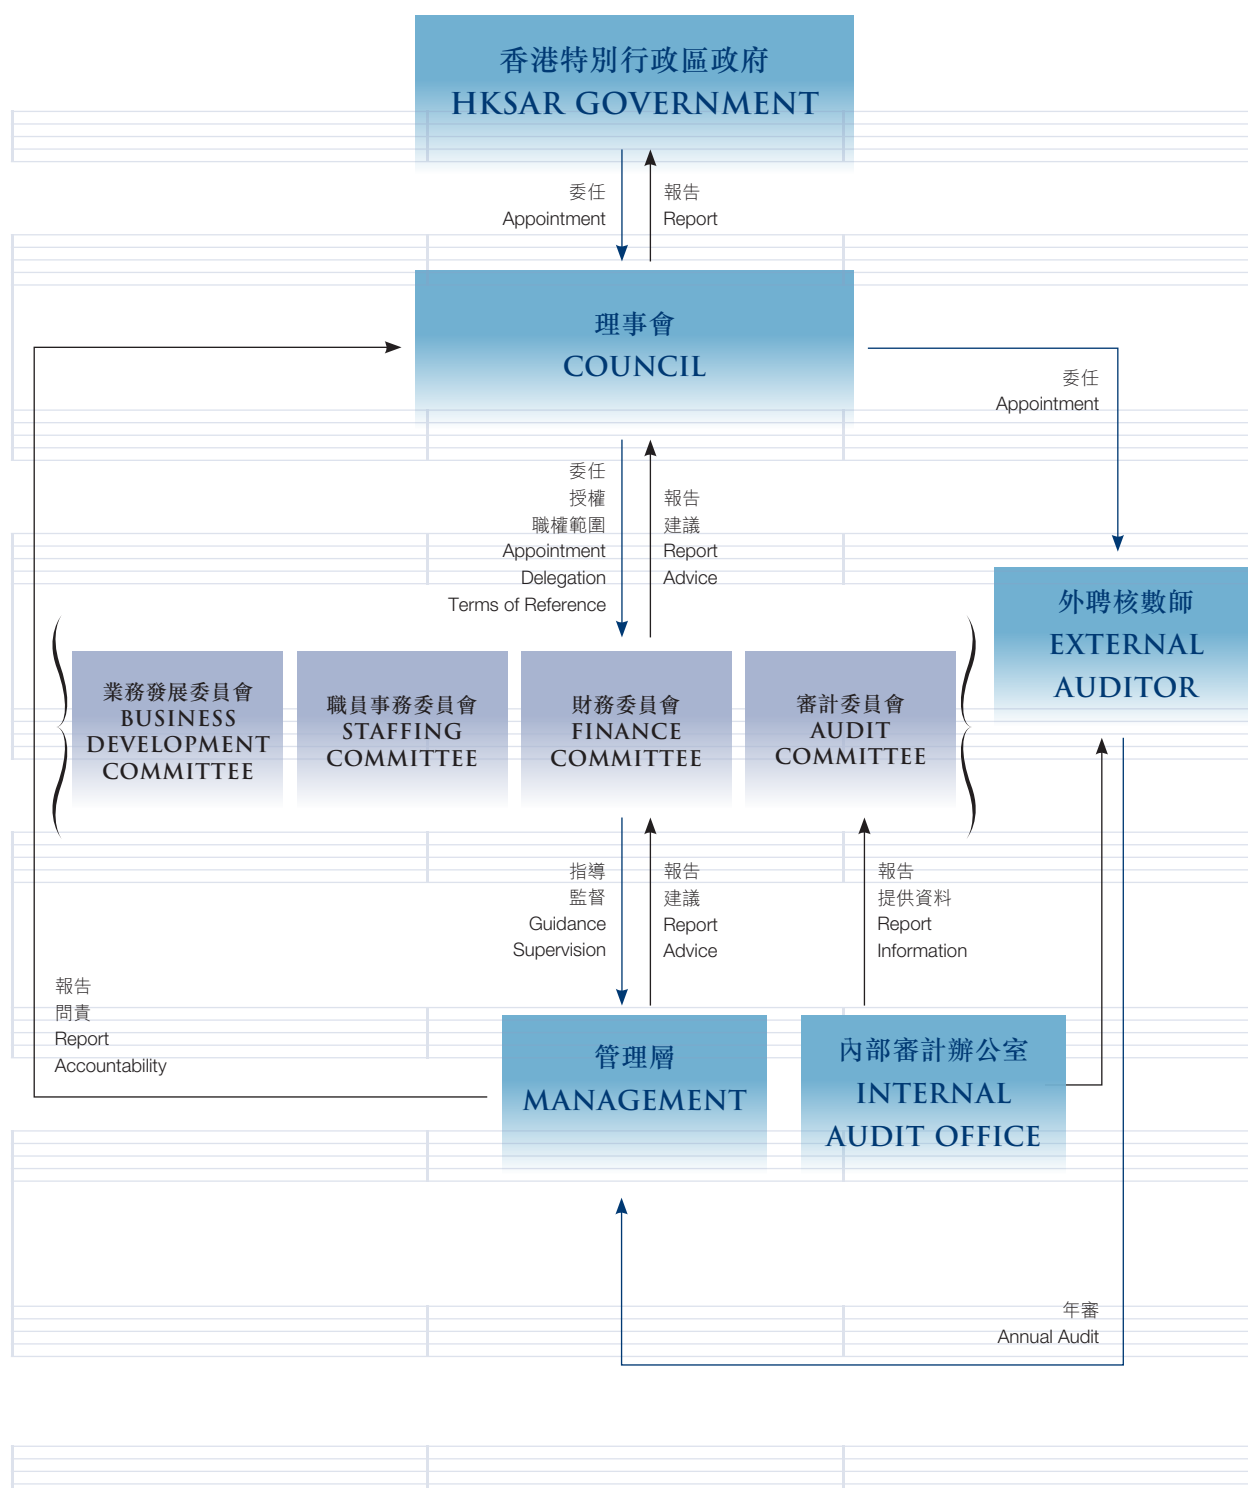 香港特別行政區政府
HKSAR GOVERNMENT
委任
Appointment
報告
Report
理事會
COUNCIL
委任
Appointment
委任
授權
職權範圍
Appointment
Delegation
Terms of Reference
報告
建議
Report
Advice
外聘核數師
EXTERNAL
AUDITOR
業務發展委員會
BUSINESS
DEVELOPMENT
COMMITTEE
職員事務委員會
STAFFING
COMMITTEE
財務委員會
FINANCE
COMMITTEE
審計委員會
AUDIT
COMMITTEE
指導
監督
Guidance
Supervision
報告
建議
Report
Advice
報告
提供資料
Report
Information
報告
問責
Report
Accountability
管理層
MANAGEMENT
內部審計辦公室
INTERNAL
AUDIT OFFICE
年審
Annual Audit